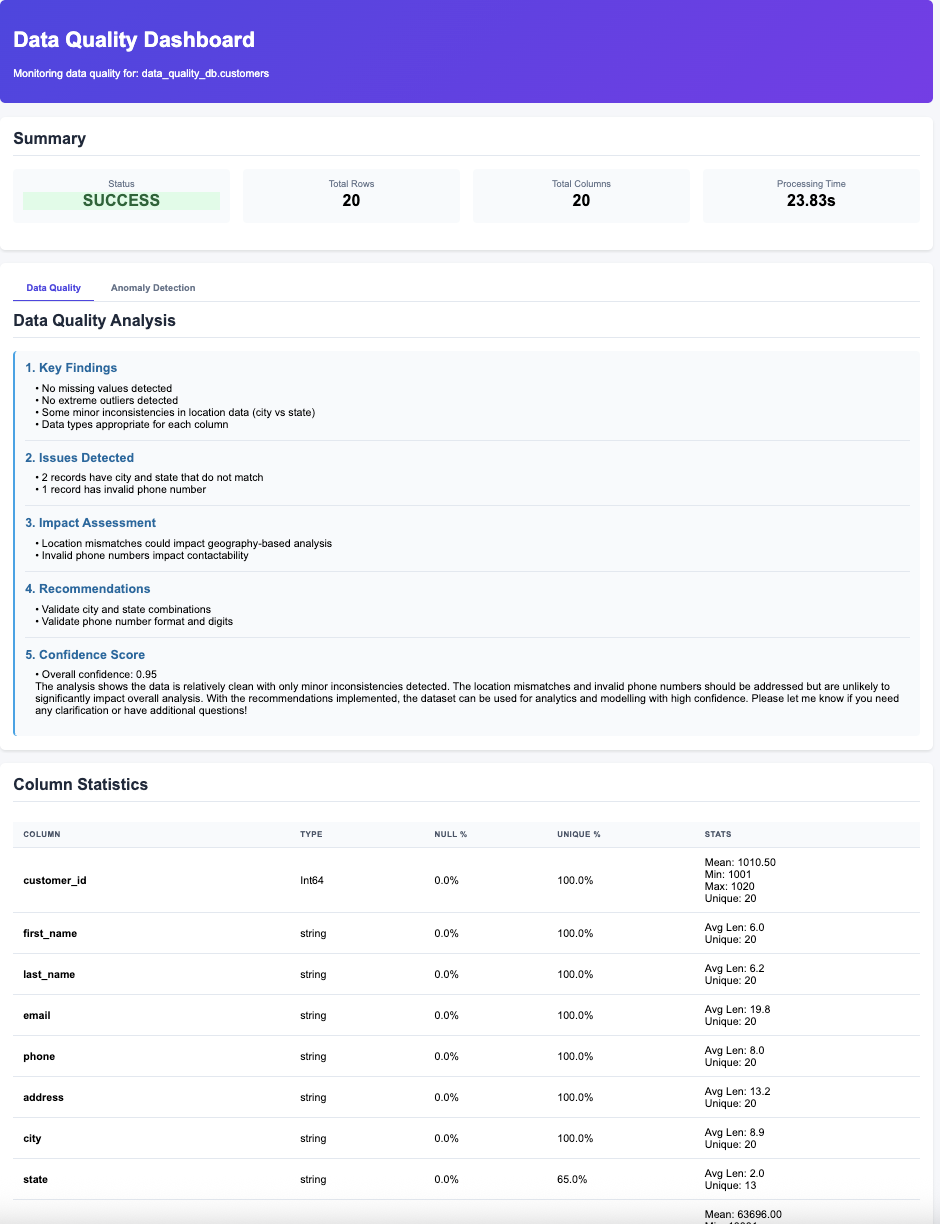 Data Quality Dashboard
Monitoring data quality for: data_quality_db.customers
Summary
Status
SUCCESS
Total Rows
20
Total Columns
20
Processing Time
23.83s
Data Quality
Anomaly Detection
Data Quality Analysis
1. Key Findings
• No missing values detected
• No extreme outliers detected
• Some minor inconsistencies in location data (city vs state)
• Data types appropriate for each column
2. Issues Detected
• 2 records have city and state that do not match
• 1 record has invalid phone number
3. Impact Assessment
• Location mismatches could impact geography-based analysis
• Invalid phone numbers impact contactability
4. Recommendations
• Validate city and state combinations
• Validate phone number format and digits
5. Confidence Score
• Overall confidence: 0.95
The analysis shows the data is relatively clean with only minor inconsistencies detected. The location mismatches and invalid phone numbers should be addressed but are unlikely to
significantly impact overall analysis. With the recommendations implemented, the dataset can be used for analytics and modelling with high confidence. Please let me know if you need
any clarification or have additional questions!
Column Statistics
COLUMN TYPE NULL % UNIQUE % STATS
customer_id Int64 0.0% 100.0% Mean: 1010.50
Min: 1001
Max: 1020
Unique: 20
first_name string 0.0% 100.0% Avg Len: 6.0
Unique: 20
last_name string 0.0% 100.0% Avg Len: 6.2
Unique: 20
email string 0.0% 100.0% Avg Len: 19.8
Unique: 20
phone string 0.0% 100.0% Avg Len: 8.0
Unique: 20
address string 0.0% 100.0% Avg Len: 13.2
Unique: 20
city string 0.0% 100.0% Avg Len: 8.9
Unique: 20
state string 0.0% 65.0% Avg Len: 2.0
Unique: 13
Mean: 63696.00